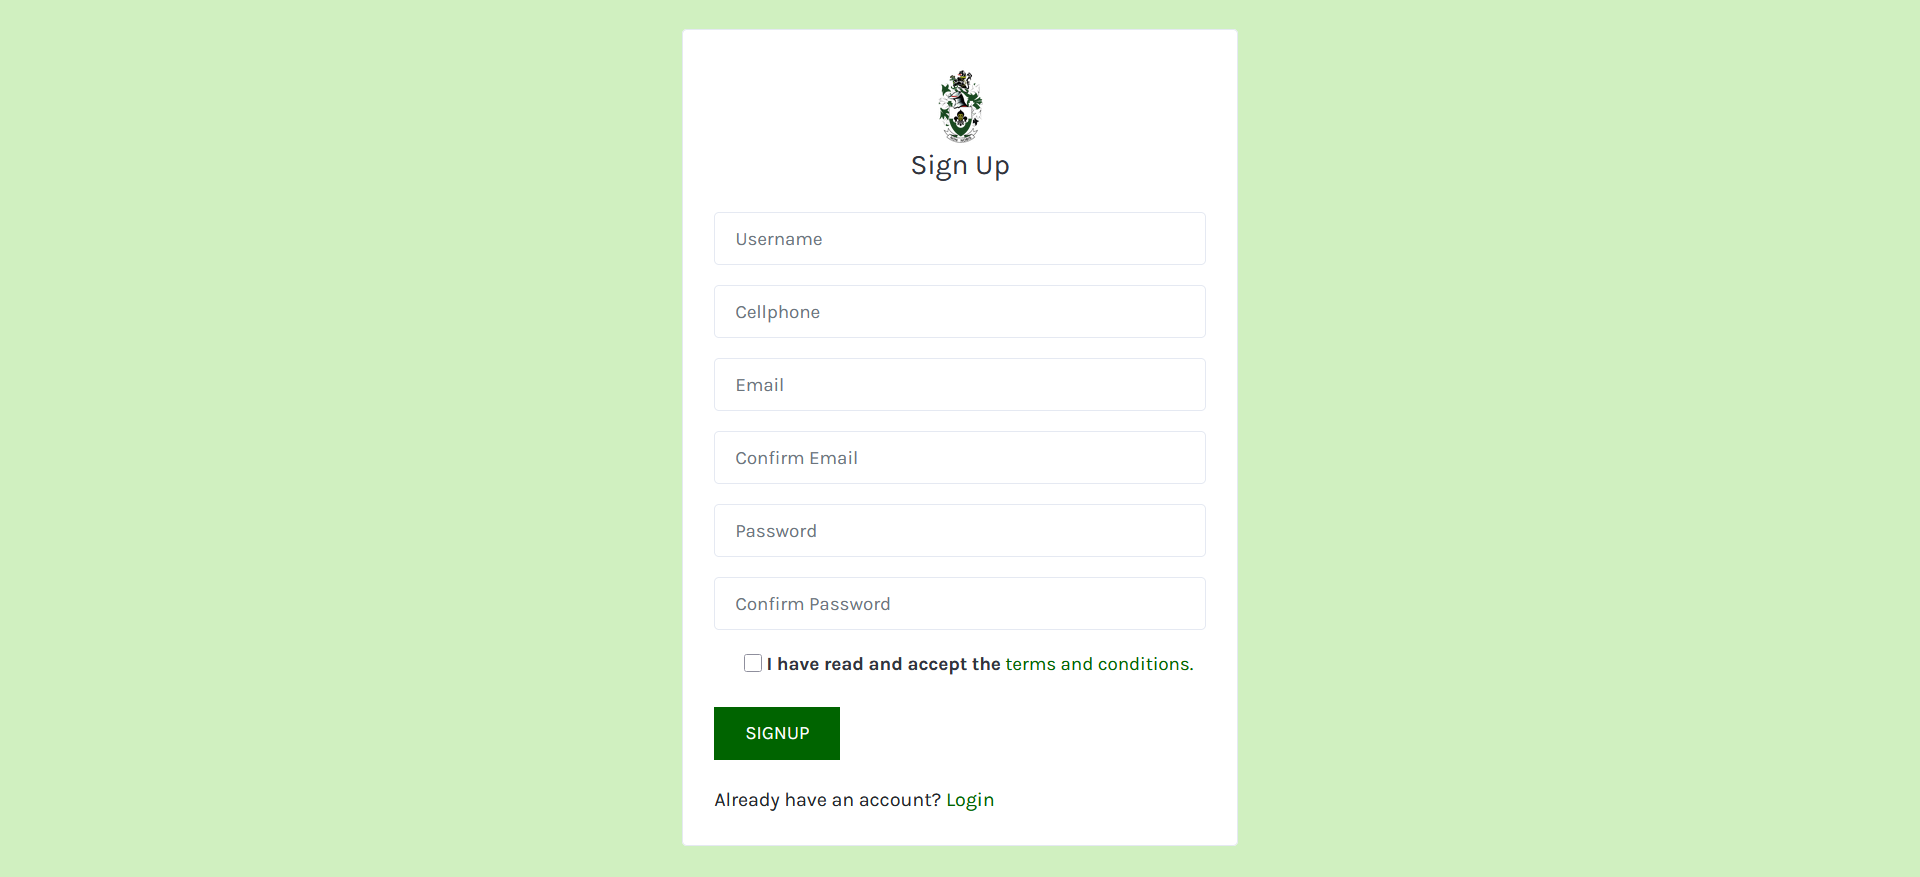 Sign Up
Username
Cellphone
Email
Confirm Email
Password
Confirm Password
I have read and accept the terms and conditions.
SIGNUP
Already have an account? Login